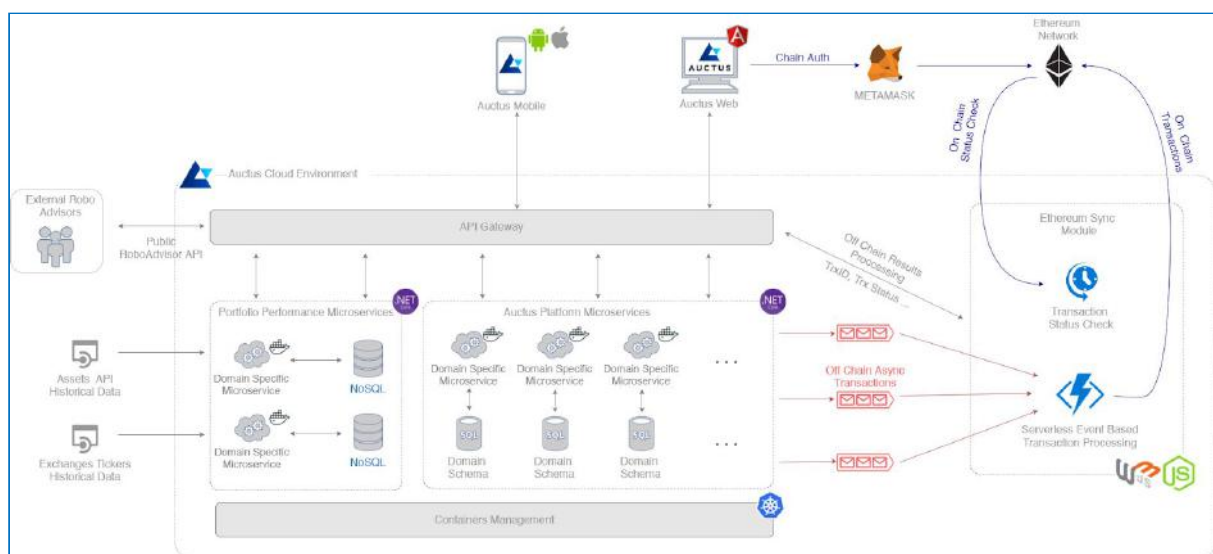 Ethereum
Network
Chain Auth
AUCTUS
METAMASK
Auctus Mobile
Auctus Web
On Chain
Status Check
On Chain
Transactions
Auctus Cloud Environment
External Robo
Advisors
Public
RoboAdvisor API
API Gateway
Ethereum Sync
Module
Off Chain Results
Proccessing
TrxID, Trx Status ...
Transaction
Status Check
.NET
Portfolio Performance Microservices
.NET
Auctus Platform Microservices
Assets API
Historical Data
Domain Specific
Microservice
NoSQL
Domain Specific
Microservice
Domain Specific
Microservice
Domain Specific
Microservice
...
Off Chain Async
Transactions
Exchanges Tickers
Historical Data
Domain Specific
Microservice
NoSQL
SQL
SQL
SQL
Domain
Schema
Domain
Schema
Domain
Schema
...
Serverless Event Based
Transaction Processing
JS
Containers Management